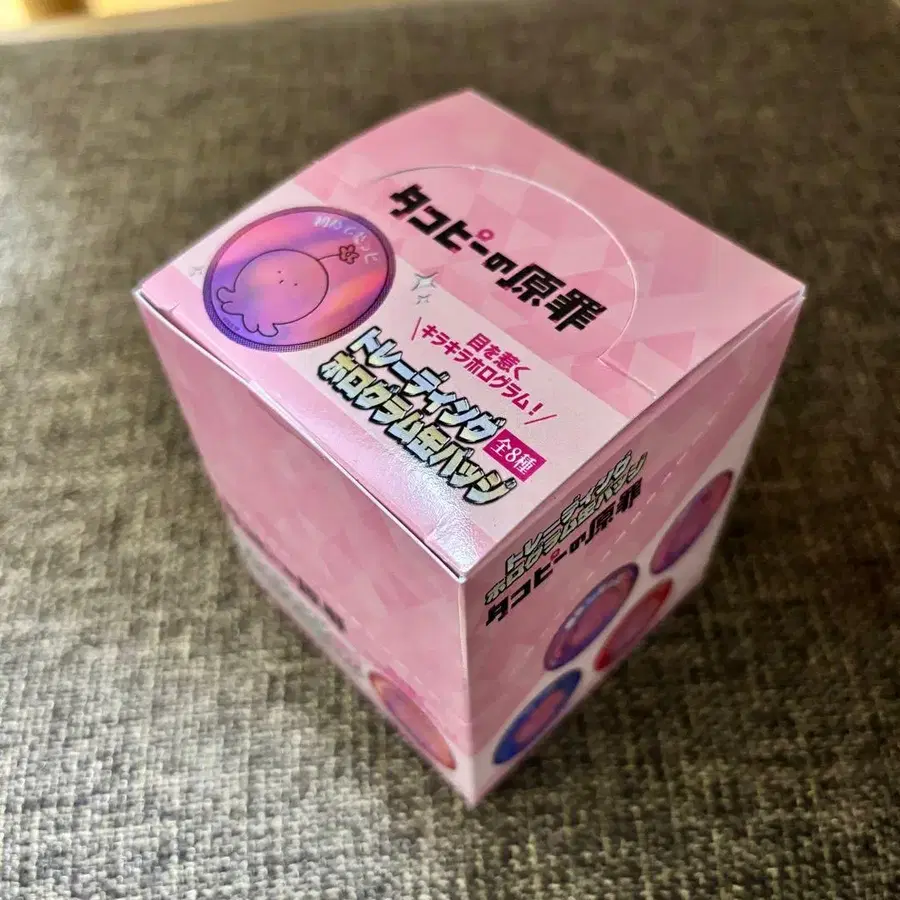 タコピーの原罪
目を惹く
キラキラホログラム!
トレーディング
ホログラム缶バッジ
全8種
トレーディング
ホログラム缶バッジ
タコピーの原罪